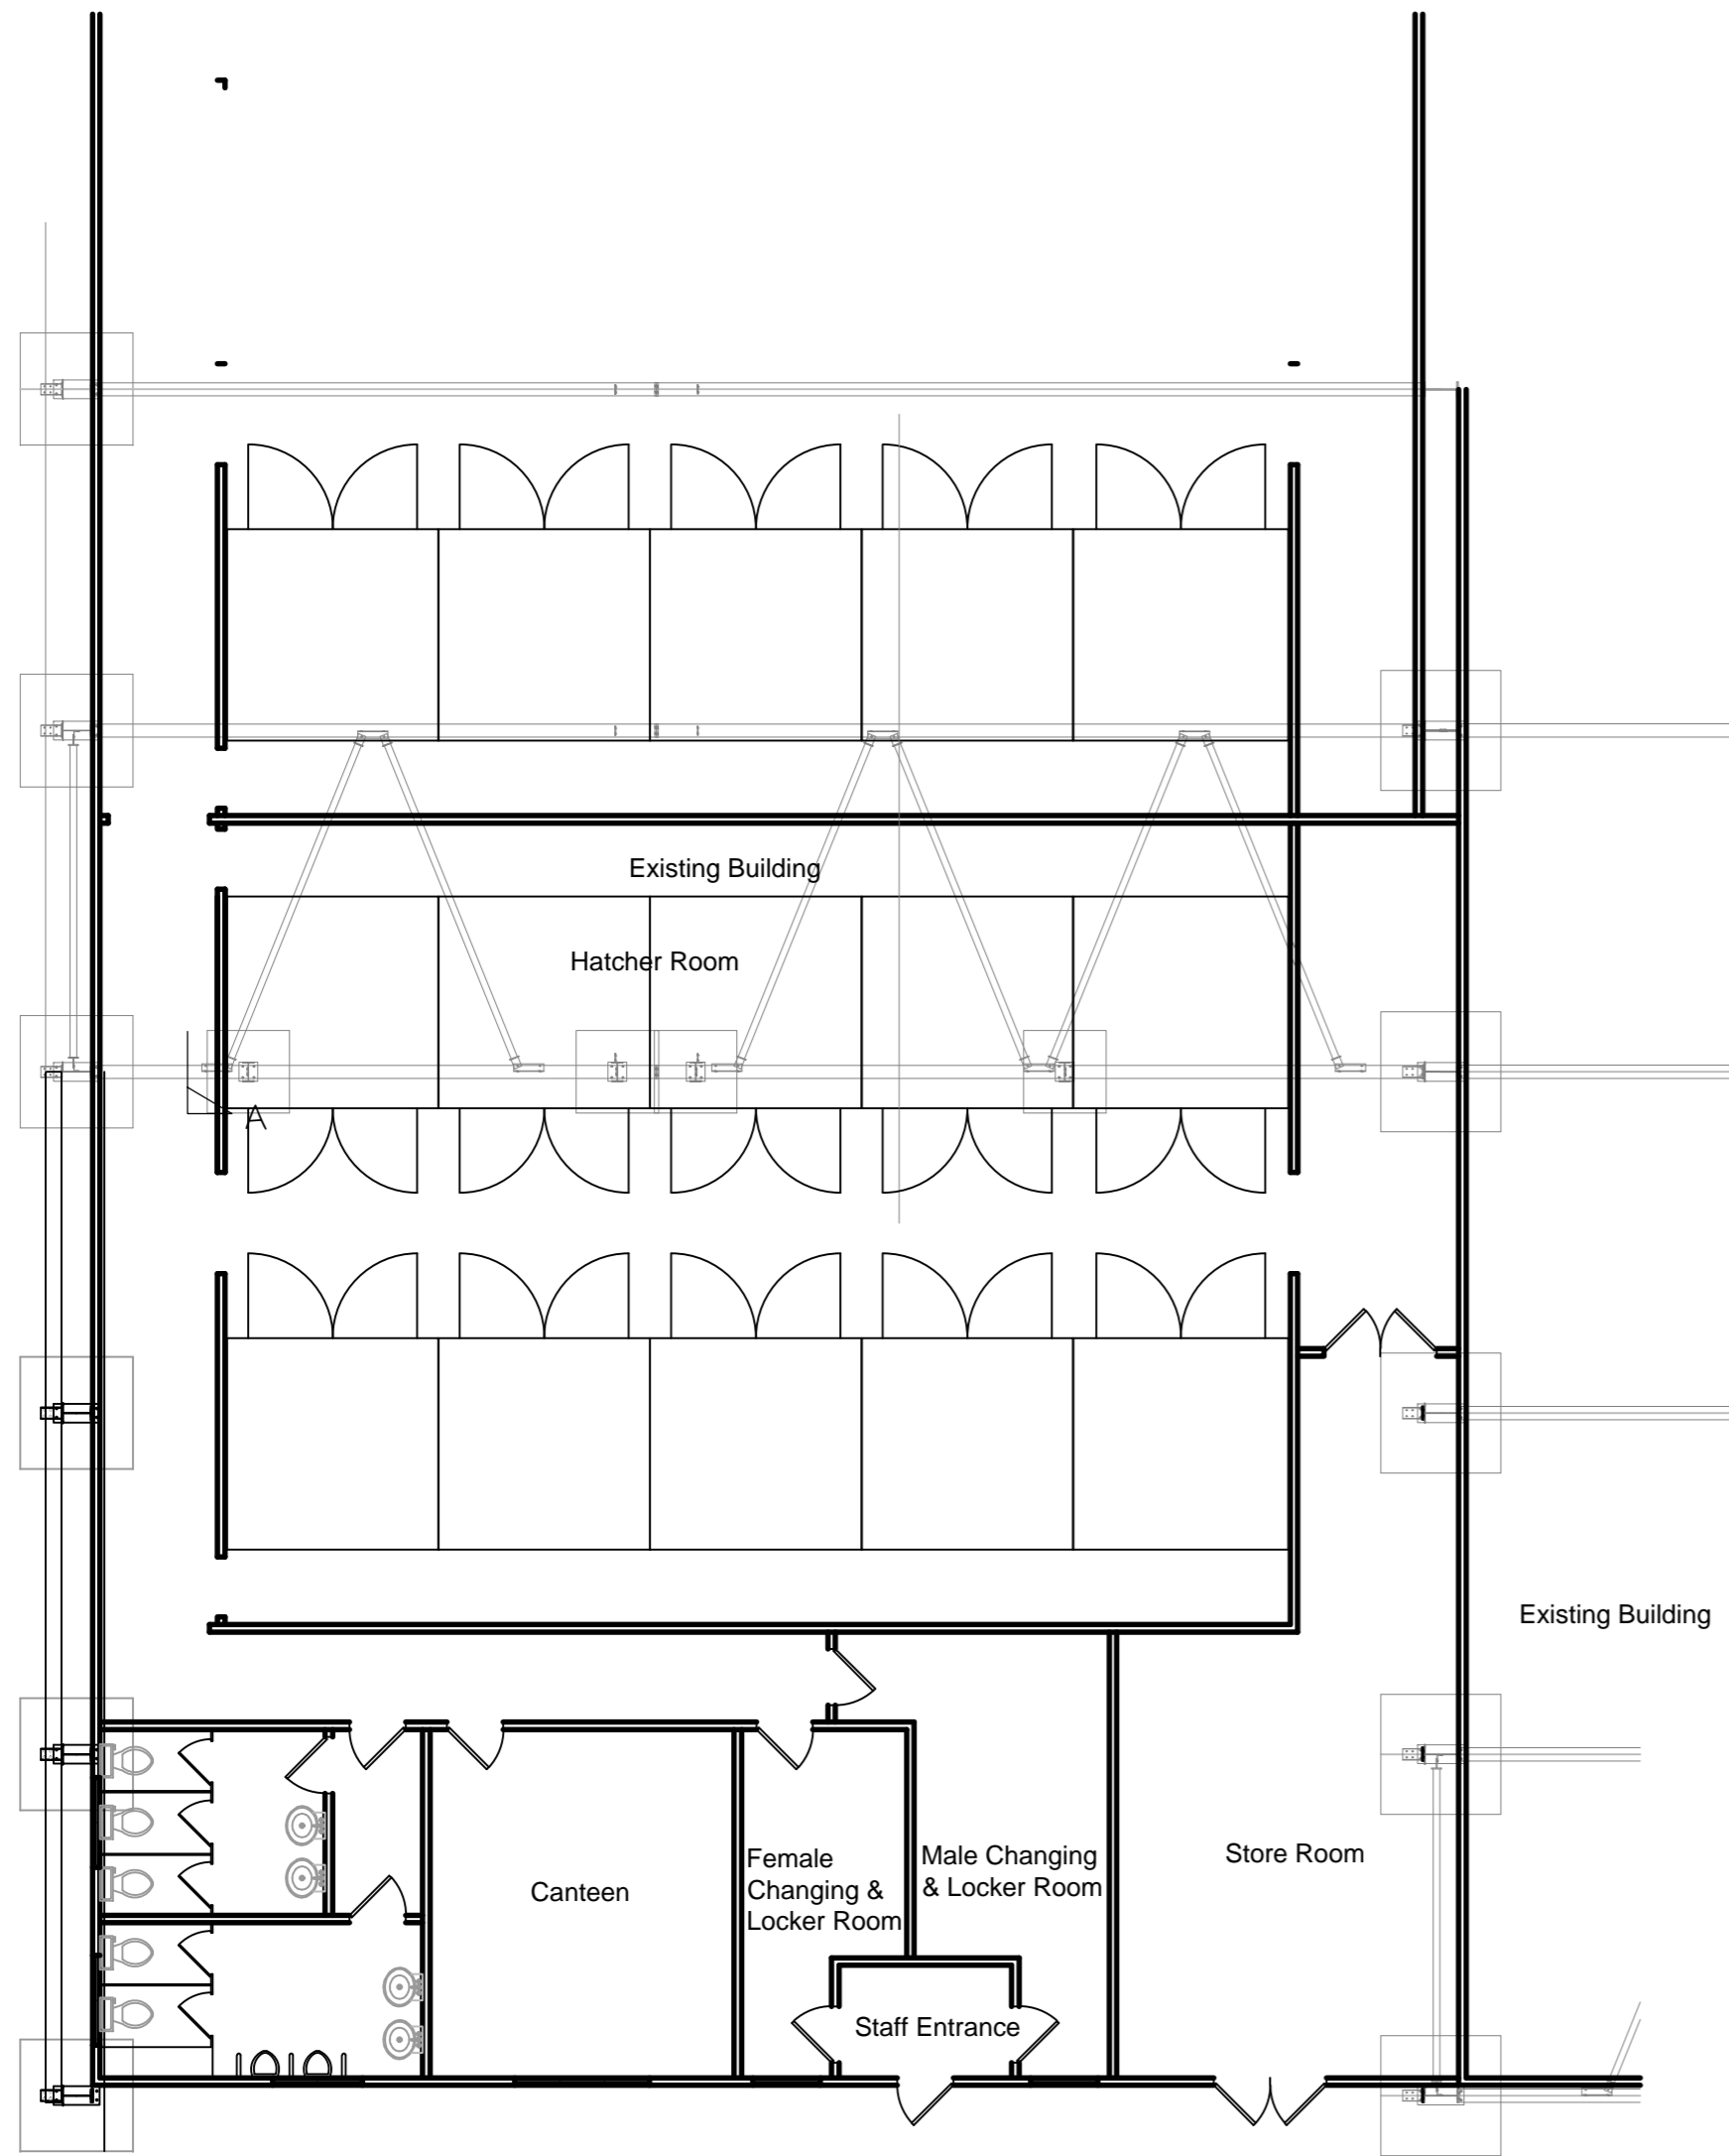 Existing Building
Hatcher Room
A
Existing Building
Female
Changing &
Locker Room
Male Changing
& Locker Room
Store Room
Canteen
Staff Entrance